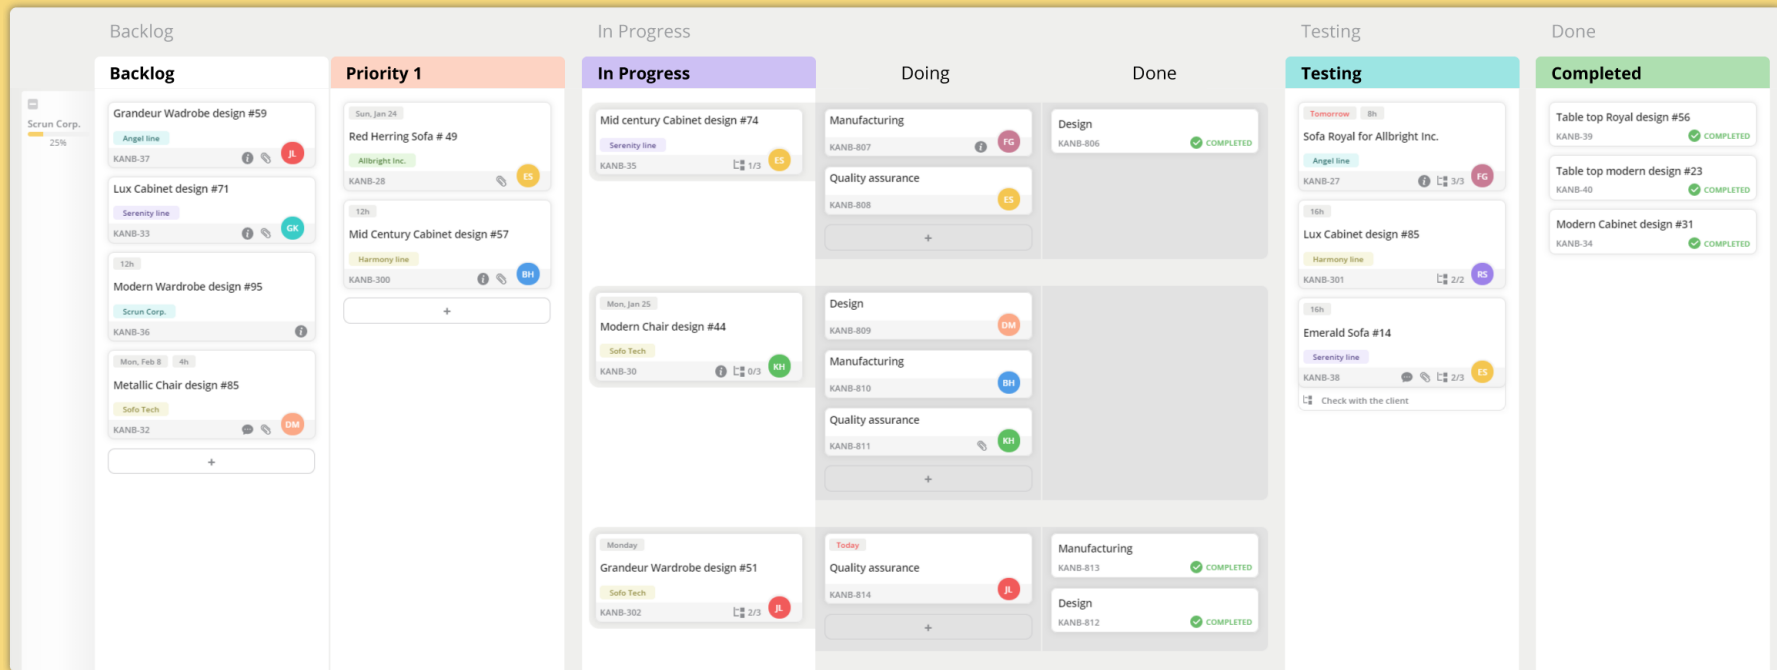 Backlog
In Progress
Testing
Done
Backlog
Priority 1
In Progress
Doing
Done
Testing
Completed
Scrun Corp.
25%
Grandeur Wadrobe design #59
Angel line
KANB-37
JL
Lux Cabinet design #71
Serenity line
KANB-33
GK
12h
Modern Wardrobe design #95
Scrun Corp.
KANB-36
Mon, Feb 8 4h
Metallic Chair design #85
Sofo Tech
KANB-32
DM
+
Sun, Jan 24
Red Herring Sofa # 49
Allbright Inc.
KANB-28
ES
12h
Mid Century Cabinet design #57
Harmony line
KANB-300
BH
+
Mid century Cabinet design #74
Serenity line
KANB-35 1/3
ES
Manufacturing
KANB-807
FG
Quality assurance
KANB-808
ES
+
Design
KANB-806 COMPLETED
Mon, Jan 25
Modern Chair design #44
Sofo Tech
KANB-30 0/3
KH
Design
KANB-809
DM
Manufacturing
KANB-810
BH
Quality assurance
KANB-811
KH
+
Monday
Grandeur Wardrobe design #51
Sofo Tech
KANB-302 2/3
JL
Today
Quality assurance
KANB-814
JL
+
Manufacturing
KANB-813 COMPLETED
Design
KANB-812 COMPLETED
Tomorrow 8h
Sofa Royal for Allbright Inc.
Angel line
KANB-27 3/3
FG
16h
Lux Cabinet design #85
Harmony line
KANB-301 2/2
RS
16h
Emerald Sofa #14
Serenity line
KANB-38 2/3
ES
Check with the client
Table top Royal design #56
KANB-39 COMPLETED
Table top modern design #23
KANB-40 COMPLETED
Modern Cabinet design #31
KANB-34 COMPLETED